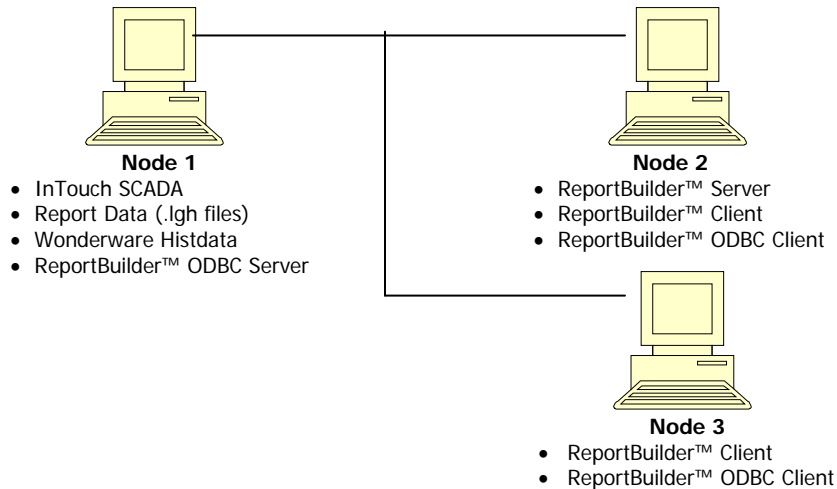 Node 1
• InTouch SCADA
• Report Data (.lgh files)
• Wonderware Histdata
• ReportBuilder™ ODBC Server
Node 2
• ReportBuilder™ Server
• ReportBuilder™ Client
• ReportBuilder™ ODBC Client
Node 3
• ReportBuilder™ Client
• ReportBuilder™ ODBC Client